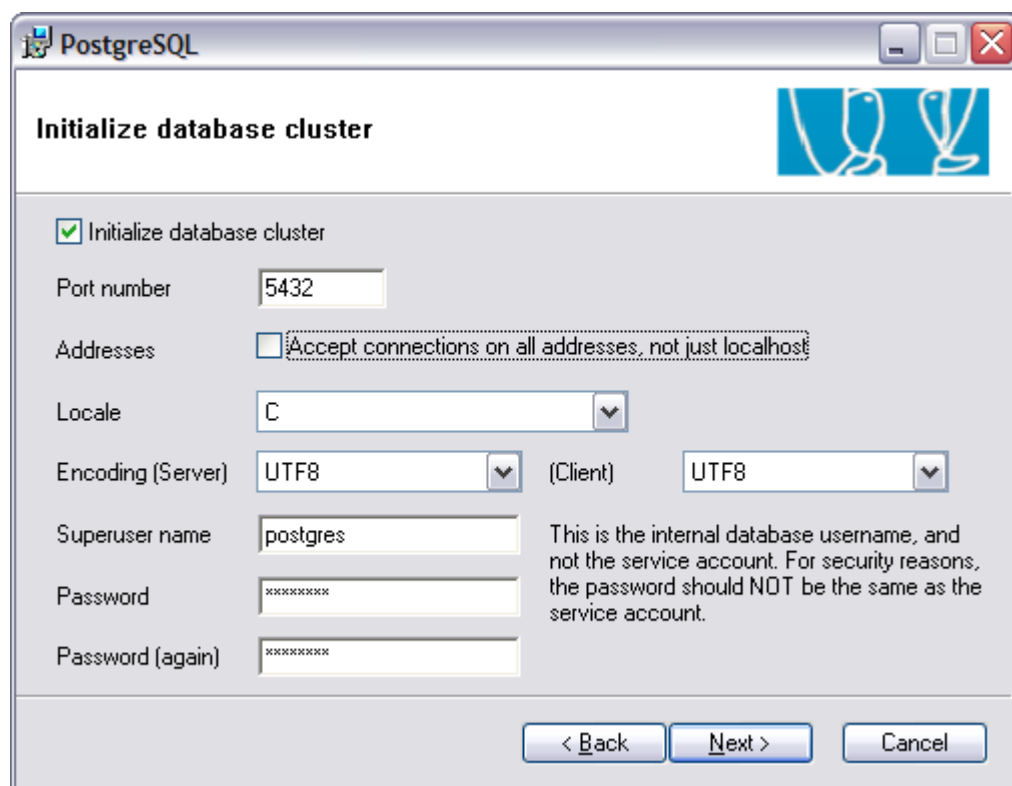 PostgreSQL
Initialize database cluster
Initialize database cluster
Port number 5432
Addresses Accept connections on all addresses, not just localhost
Locale C
Encoding (Server) UTF8 (Client) UTF8
Superuser name postgres
This is the internal database username, and
not the service account. For security reasons,
the password should NOT be the same as the
service account.
Password ********
Password (again) ********
< Back Next > Cancel